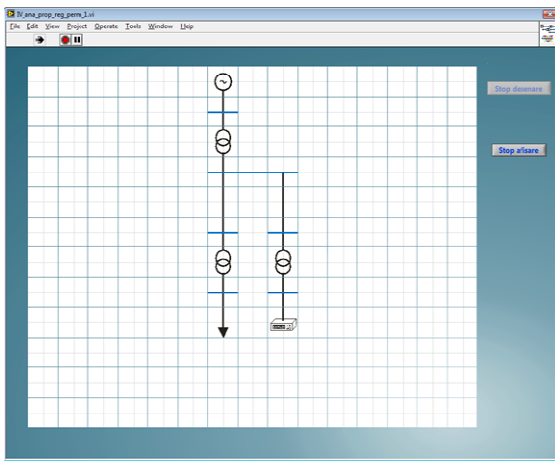 IV_ana_prop_reg_perm_1.vi
File Edit View Project Operate Tools Window Help
Stop desenare
Stop afisare